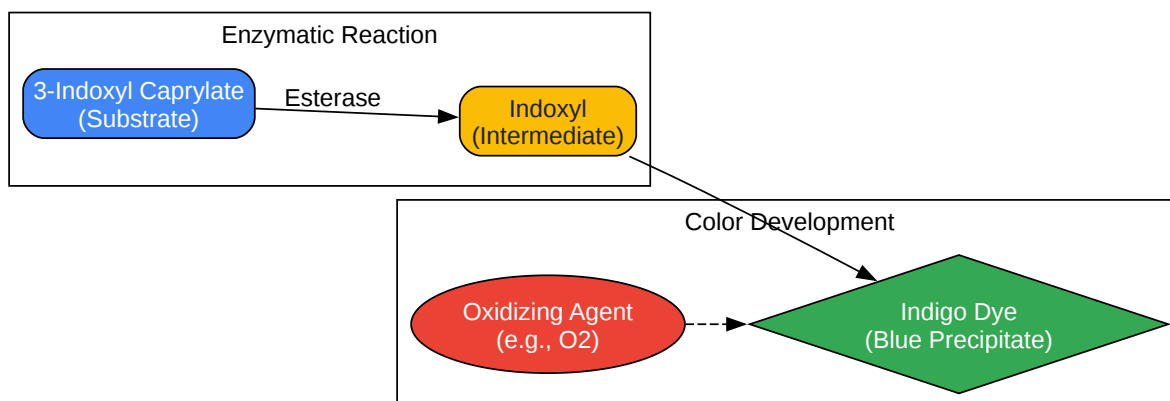 Enzymatic Reaction
3-Indoxyl Caprylate
(Substrate)
Esterase
Indoxyl
(Intermediate)
Color Development
Oxidizing Agent
(e.g., O2)
Indigo Dye
(Blue Precipitate)